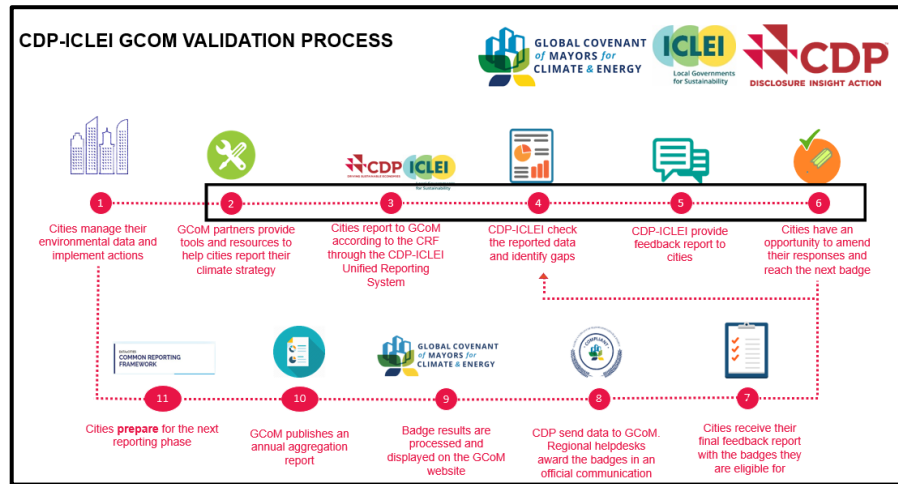 CDP-ICLEI GCOM VALIDATION PROCESS
GLOBAL COVENANT
of MAYORS for
CLIMATE & ENERGY
ICLEI
Local Governments
for Sustainability
CDP
DISCLOSURE INSIGHT ACTION
CDP
ICLEI
for Sustainability
1
2
3
4
5
6
Cities manage their
environmental data and
implement actions
GCoM partners provide
tools and resources to
help cities report their
climate strategy
Cities report to GCoM
according to the CRF
through the CDP-ICLEI
Unified Reporting
System
CDP-ICLEI check
the reported data
and identify gaps
CDP-ICLEI provide
feedback report to
cities
Cities have an
opportunity to amend
their responses and
reach the next badge
COMMON REPORTING
FRAMEWORK
GLOBAL COVENANT
of MAYORS for
CLIMATE & ENERGY
COMPLIANT
11
10
9
8
7
Cities prepare for the next
reporting phase
GCoM publishes an
annual aggregation
report
Badge results are
processed and
displayed on the GCoM
website
CDP send data to GCoM.
Regional helpdesks
award the badges in an
official communication
Cities receive their
final feedback report
with the badges they
are eligible for